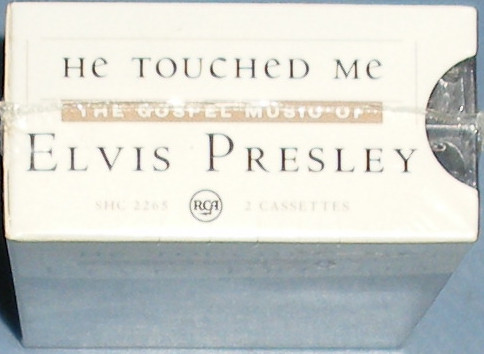 He TOUCHeD Me
THE GOSPEL MUSIC OF
ELVIS PRESLEY
SHC 2265 RCA 2 CASSETTES